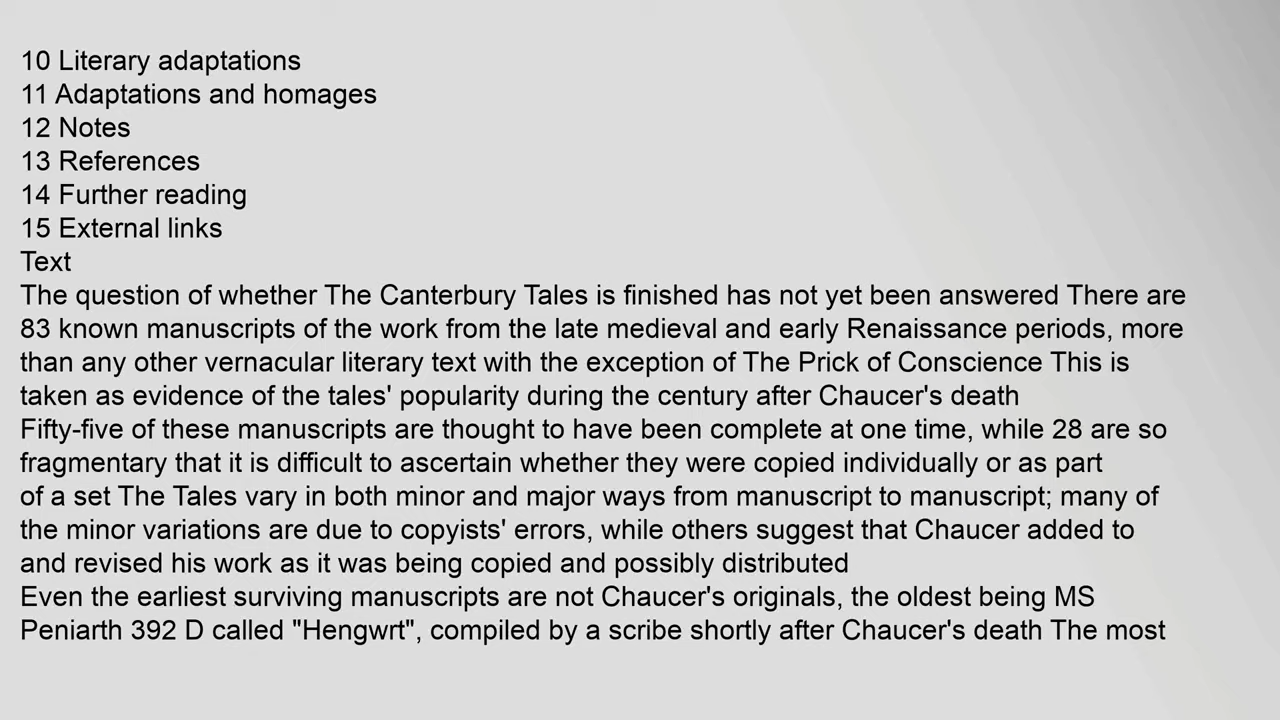 10 Literary adaptations
11 Adaptations and homages
12 Notes
13 References
14 Further reading
15 External links
Text
The question of whether The Canterbury Tales is finished has not yet been answered There are
83 known manuscripts of the work from the late medieval and early Renaissance periods, more
than any other vernacular literary text with the exception of The Prick of Conscience This is
taken as evidence of the tales' popularity during the century after Chaucer's death
Fifty-five of these manuscripts are thought to have been complete at one time, while 28 are so
fragmentary that it is difficult to ascertain whether they were copied individually or as part
of a set The Tales vary in both minor and major ways from manuscript to manuscript; many of
the minor variations are due to copyists' errors, while others suggest that Chaucer added to
and revised his work as it was being copied and possibly distributed
Even the earliest surviving manuscripts are not Chaucer's originals, the oldest being MS
Peniarth 392 D called "Hengwrt", compiled by a scribe shortly after Chaucer's death The most